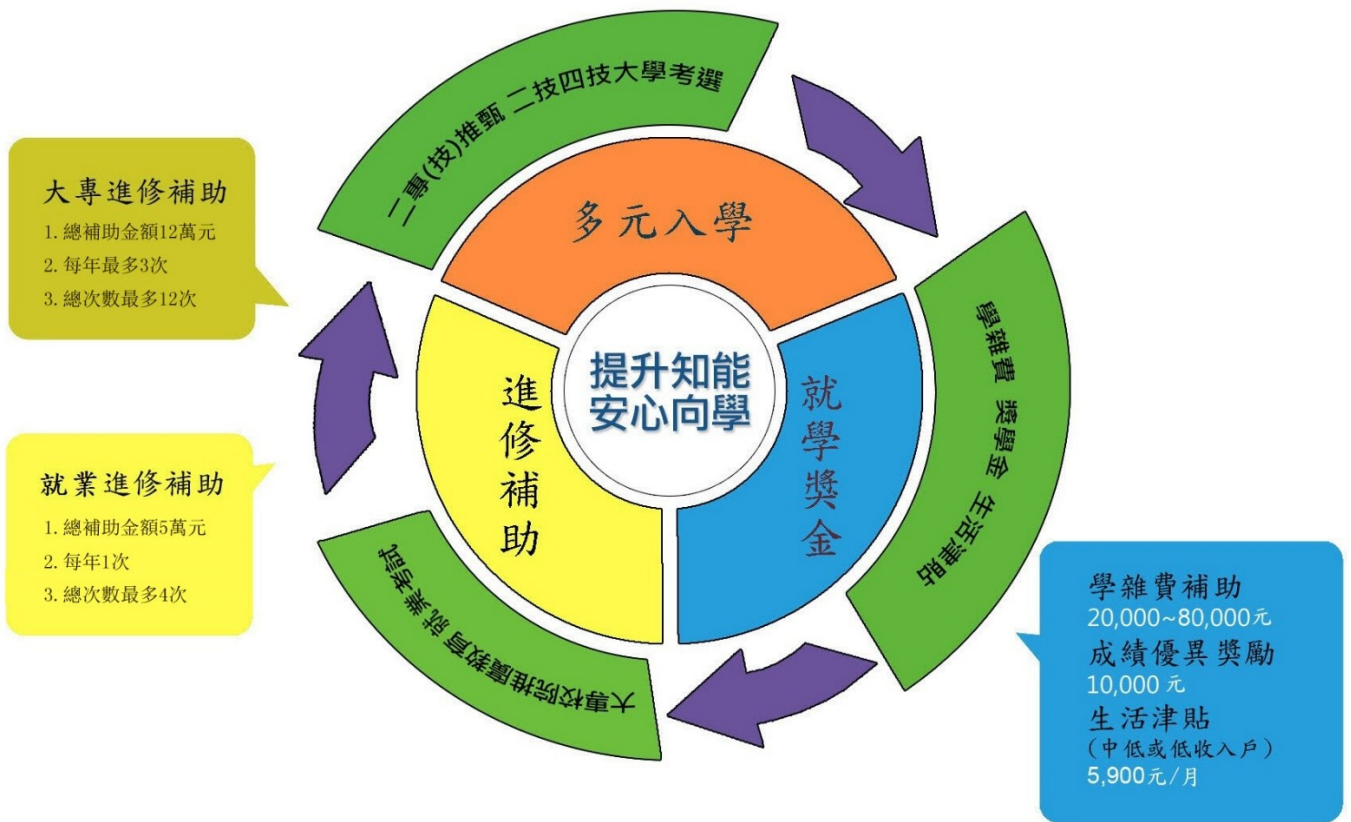 二專(技)推甄 二技四技大學考選
多元入學
大專進修補助
1. 總補助金額12萬元
2. 每年最多3次
3. 總次數最多12次
提升知能
安心向學
進修補助
就學獎金
學雜費 獎學金 生活津貼
就業進修補助
1. 總補助金額5萬元
2. 每年1次
3. 總次數最多4次
大專校院推廣教育 就業考試
學雜費補助
20,000~80,000元
成績優異 獎勵
10,000 元
生活津貼
(中低或低收入戶)
5,900元/月